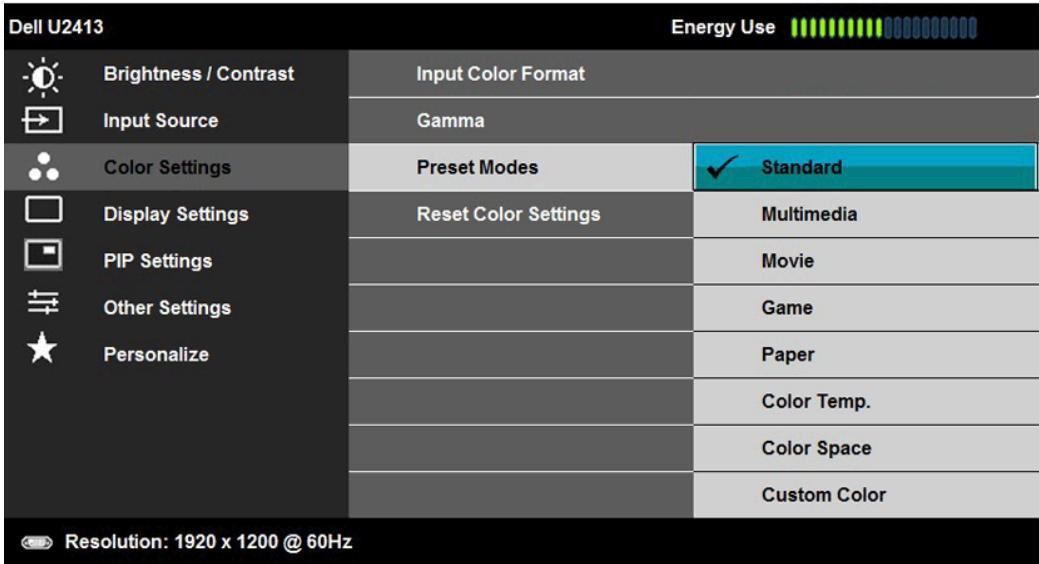 Dell U2413 Energy Use
Brightness / Contrast Input Color Format
Input Source Gamma
Color Settings Preset Modes Standard
Display Settings Reset Color Settings Multimedia
PIP Settings Movie
Other Settings Game
Personalize Paper
Color Temp.
Color Space
Custom Color
Resolution: 1920 x 1200 @ 60Hz